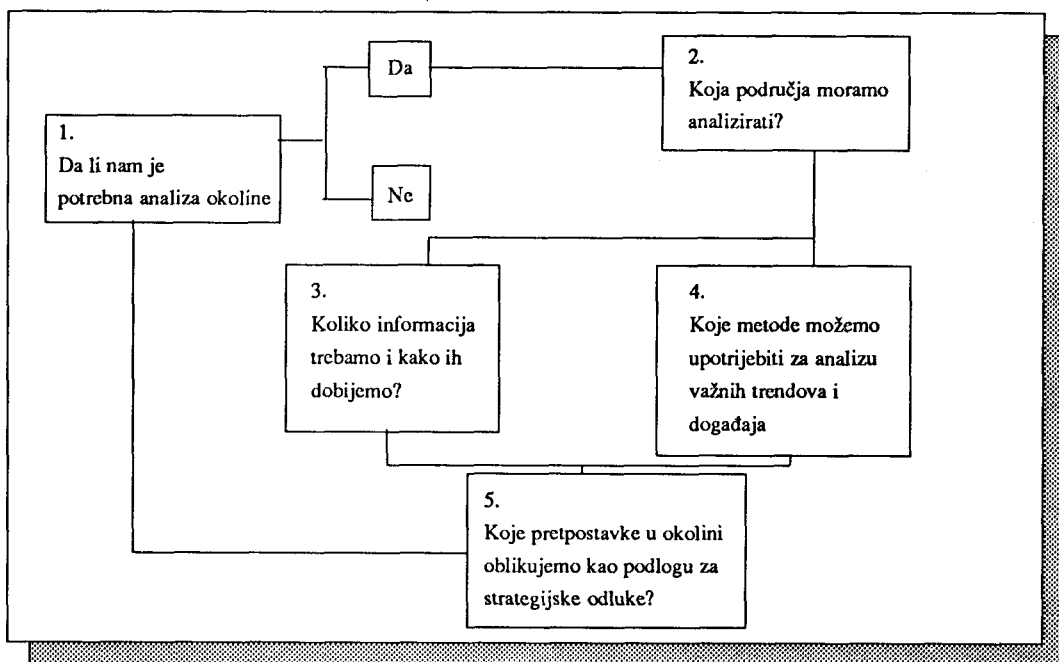 1.
Da li nam je
potrebna analiza okoline
Da
Ne
2.
Koja područja moramo
analizirati?
3.
Koliko informacija
trebamo i kako ih
dobijemo?
4.
Koje metode možemo
upotrijebiti za analizu
važnih trendova i
događaja
5.
Koje pretpostavke u okolini
oblikujemo kao podlogu za
strategijske odluke?